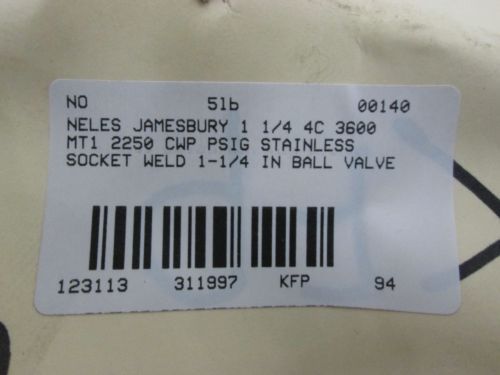 NO 5lb 00140
NELES JAMESBURY 1 1/4 4C 3600
MT1 2250 CWP PSIG STAINLESS
SOCKET WELD 1-1/4 IN BALL VALVE
123113 311997 KFP 94